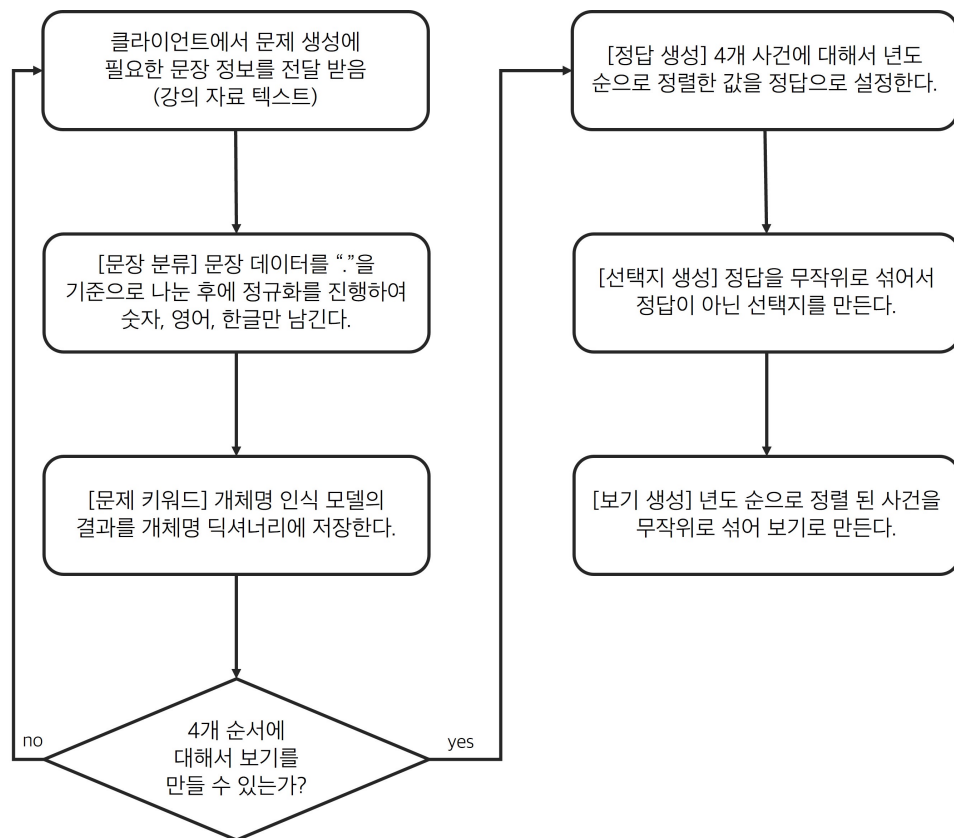 클라이언트에서 문제 생성에
필요한 문장 정보를 전달 받음
(강의 자료 텍스트)
[문장 분류] 문장 데이터를 “.”을
기준으로 나눈 후에 정규화를 진행하여
숫자, 영어, 한글만 남긴다.
[문제 키워드] 개체명 인식 모델의
결과를 개체명 딕셔너리에 저장한다.
4개 순서에
대해서 보기를
만들 수 있는가?
no
yes
[정답 생성] 4개 사건에 대해서 년도
순으로 정렬한 값을 정답으로 설정한다.
[선택지 생성] 정답을 무작위로 섞어서
정답이 아닌 선택지를 만든다.
[보기 생성] 년도 순으로 정렬 된 사건을
무작위로 섞어 보기로 만든다.